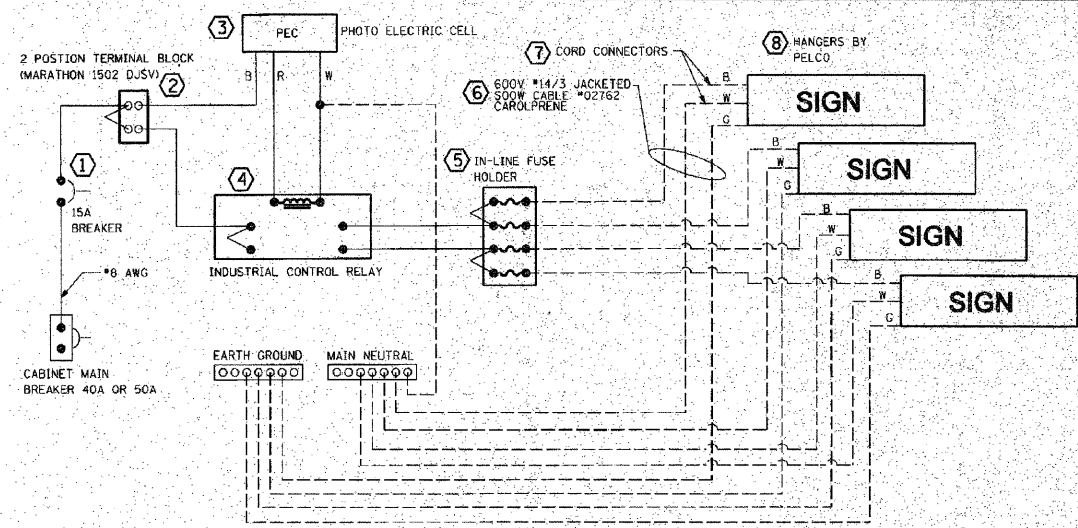 3
PEC
PHOTO ELECTRIC CELL
7
CORD CONNECTORS
8
HANGERS BY
PELCO
2 POSTION TERMINAL BLOCK
(MARATHON 1502 DJSV)
2
B
R
W
6
600V #14/3 JACKETED
SOOW CABLE #02762
CAROLPRENE
B
W
G
SIGN
1
15A
BREAKER
4
INDUSTRIAL CONTROL RELAY
5
IN-LINE FUSE
HOLDER
B
W
G
SIGN
B
W
G
SIGN
#8 AWG
B
W
G
SIGN
CABINET MAIN
BREAKER 40A OR 50A
EARTH GROUND
MAIN NEUTRAL